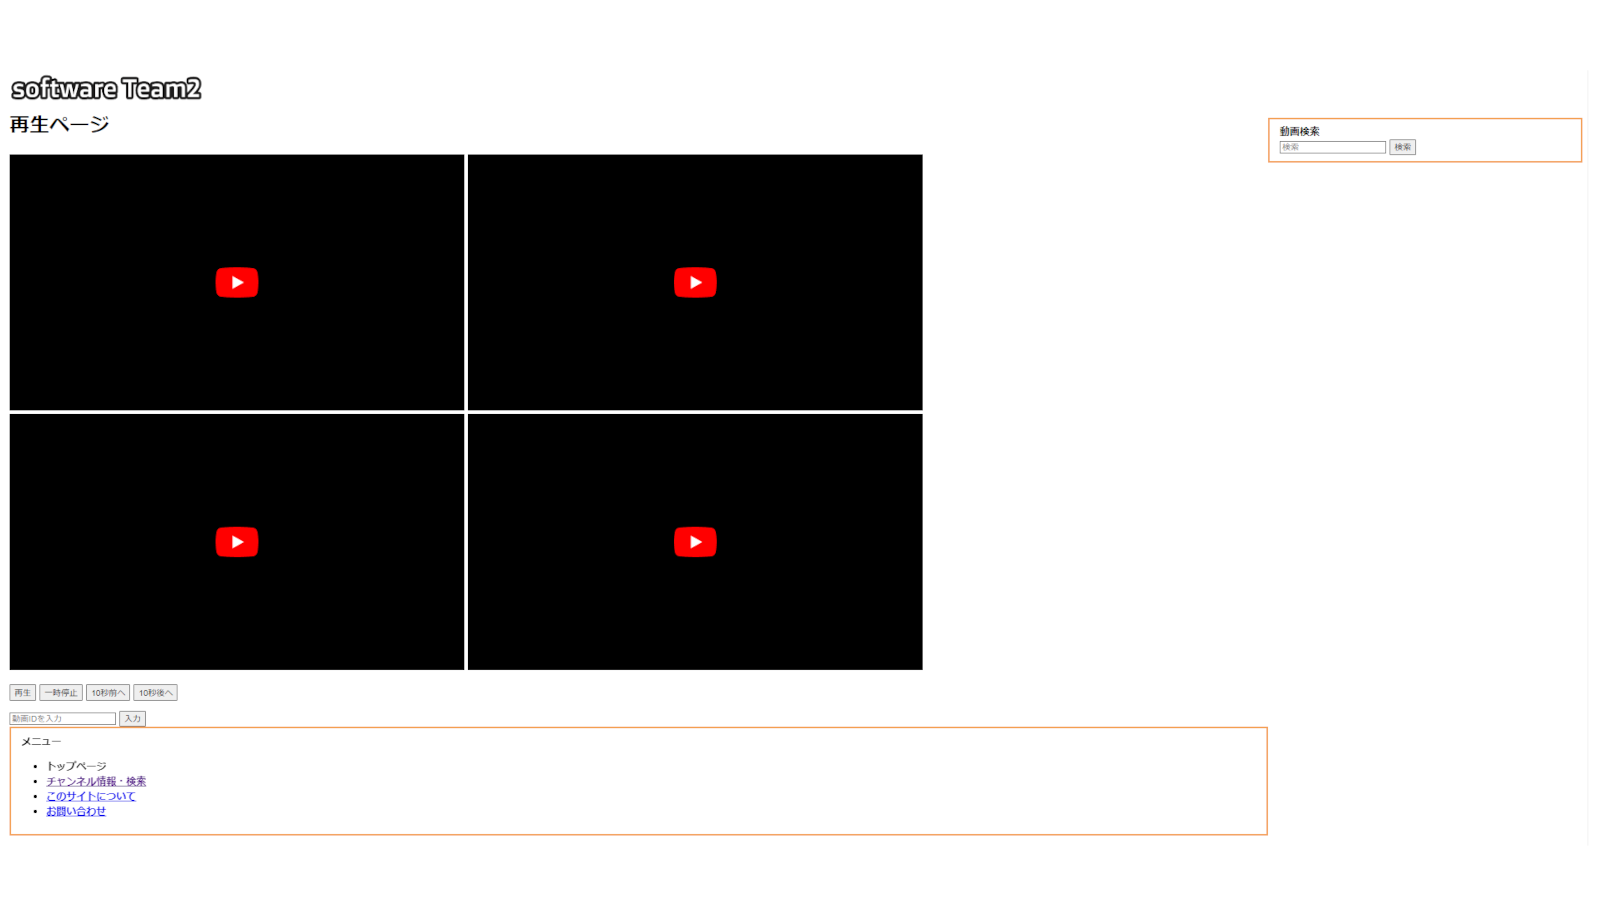 software Team2
再生ページ
動画検索
検索 検索
再生 一時停止 10秒前へ 10秒後へ
動画IDを入力 入力
メニュー
トップページ
チャンネル情報・検索
このサイトについて
お問い合わせ